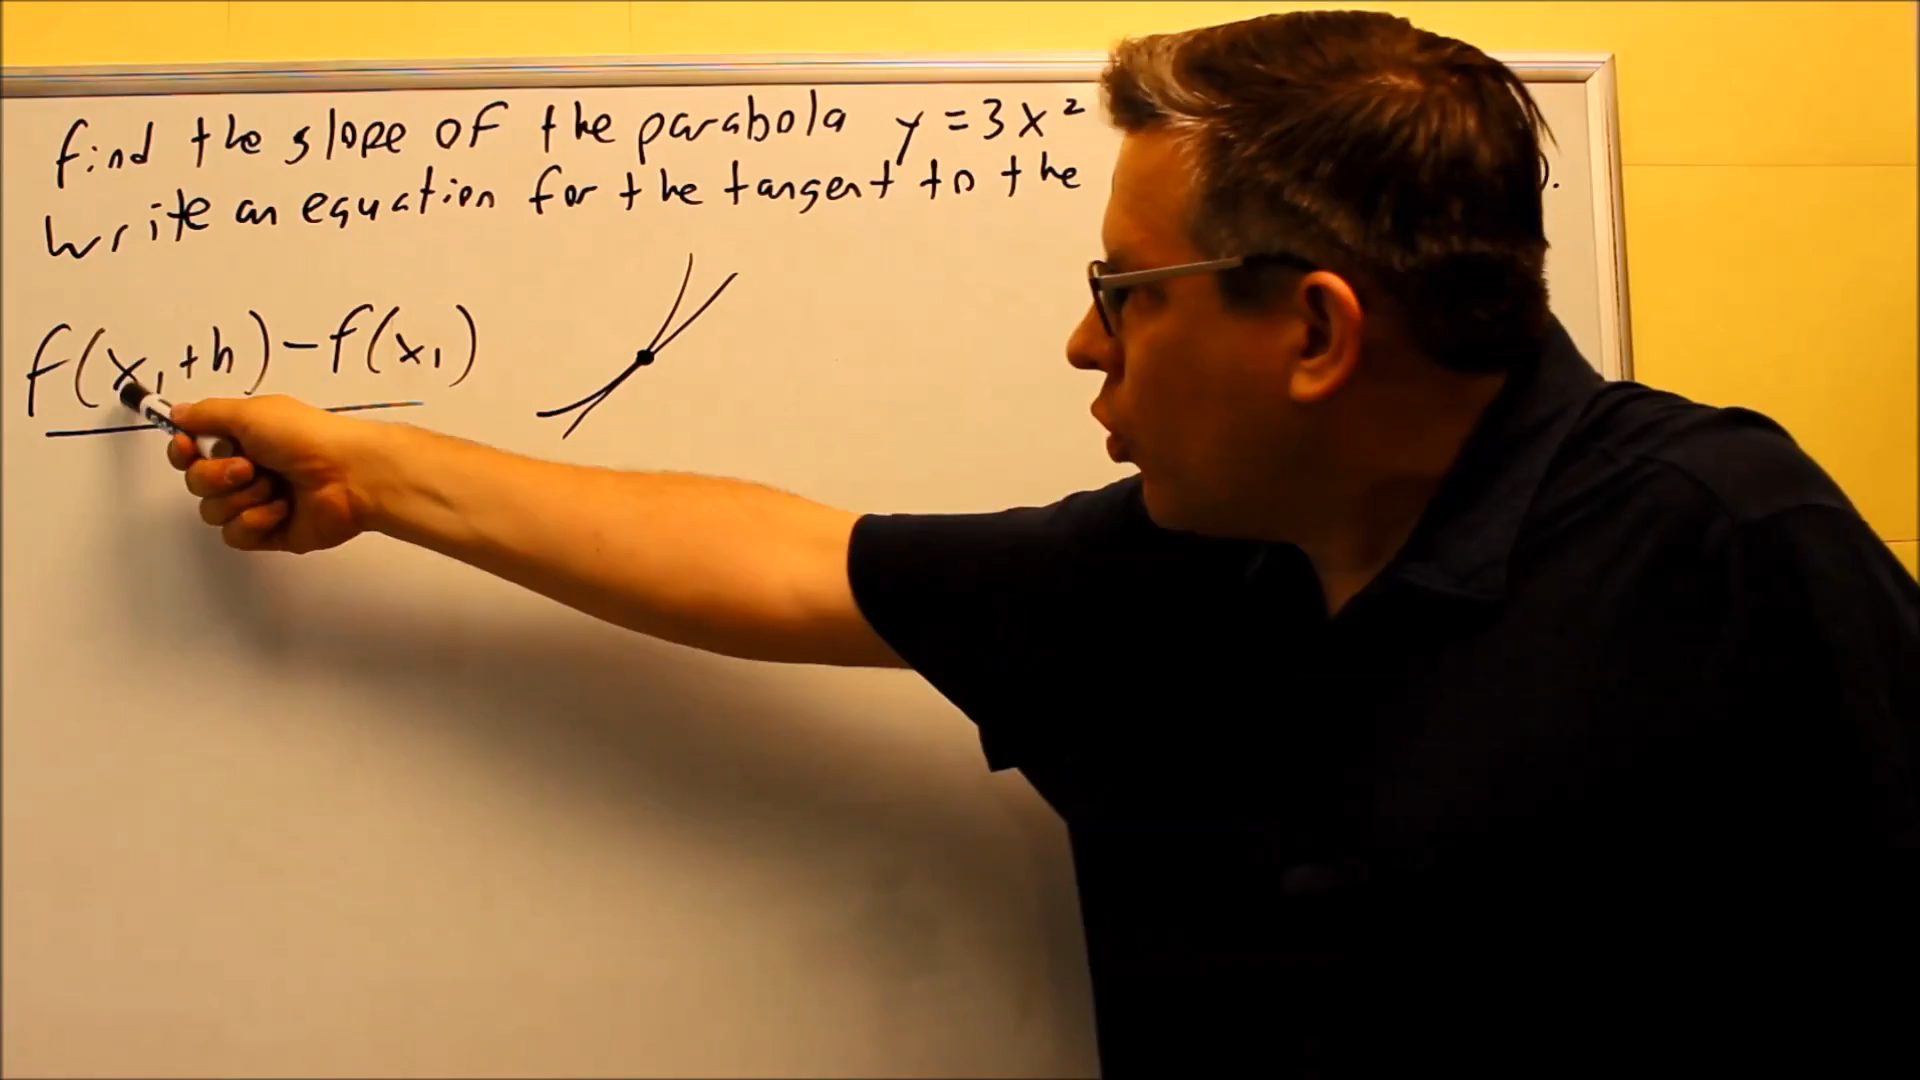 find the slope of the parabola y = 3x²
Write an equation for the tangent to the ).
f(x₁+h) - f(x₁)